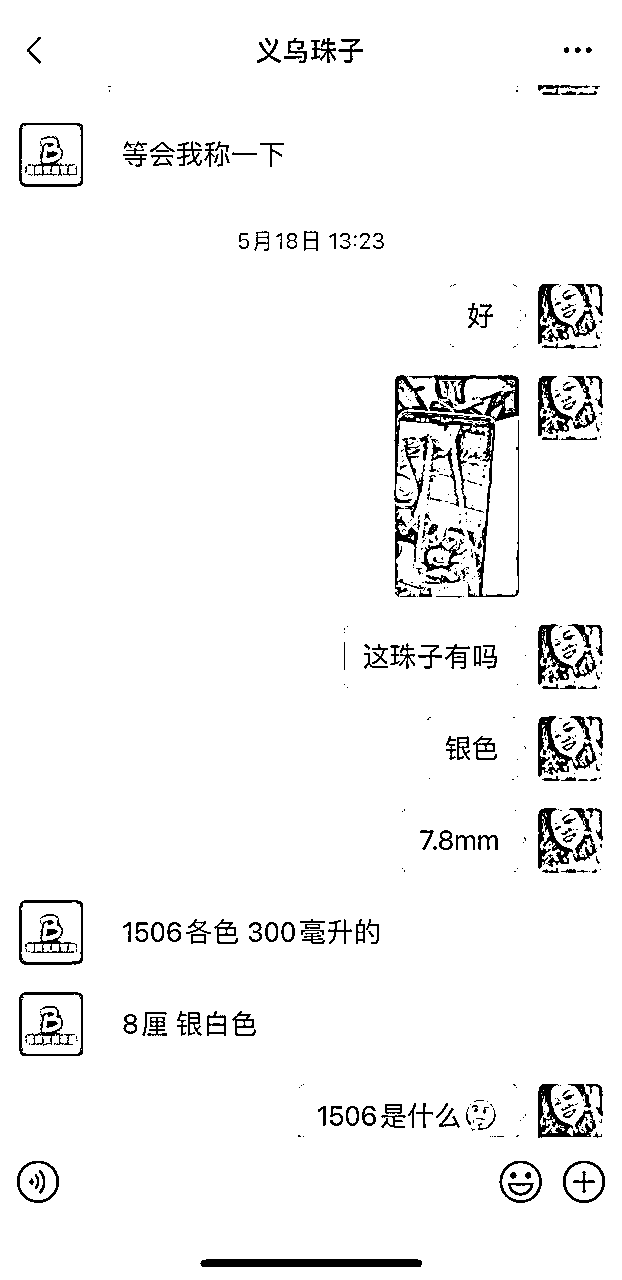 义乌珠子
等会我称一下
5月18日 13:23
好
这珠子有吗
银色
7.8mm
1506各色 300毫升的
8厘 银白色
1506是什么🤔